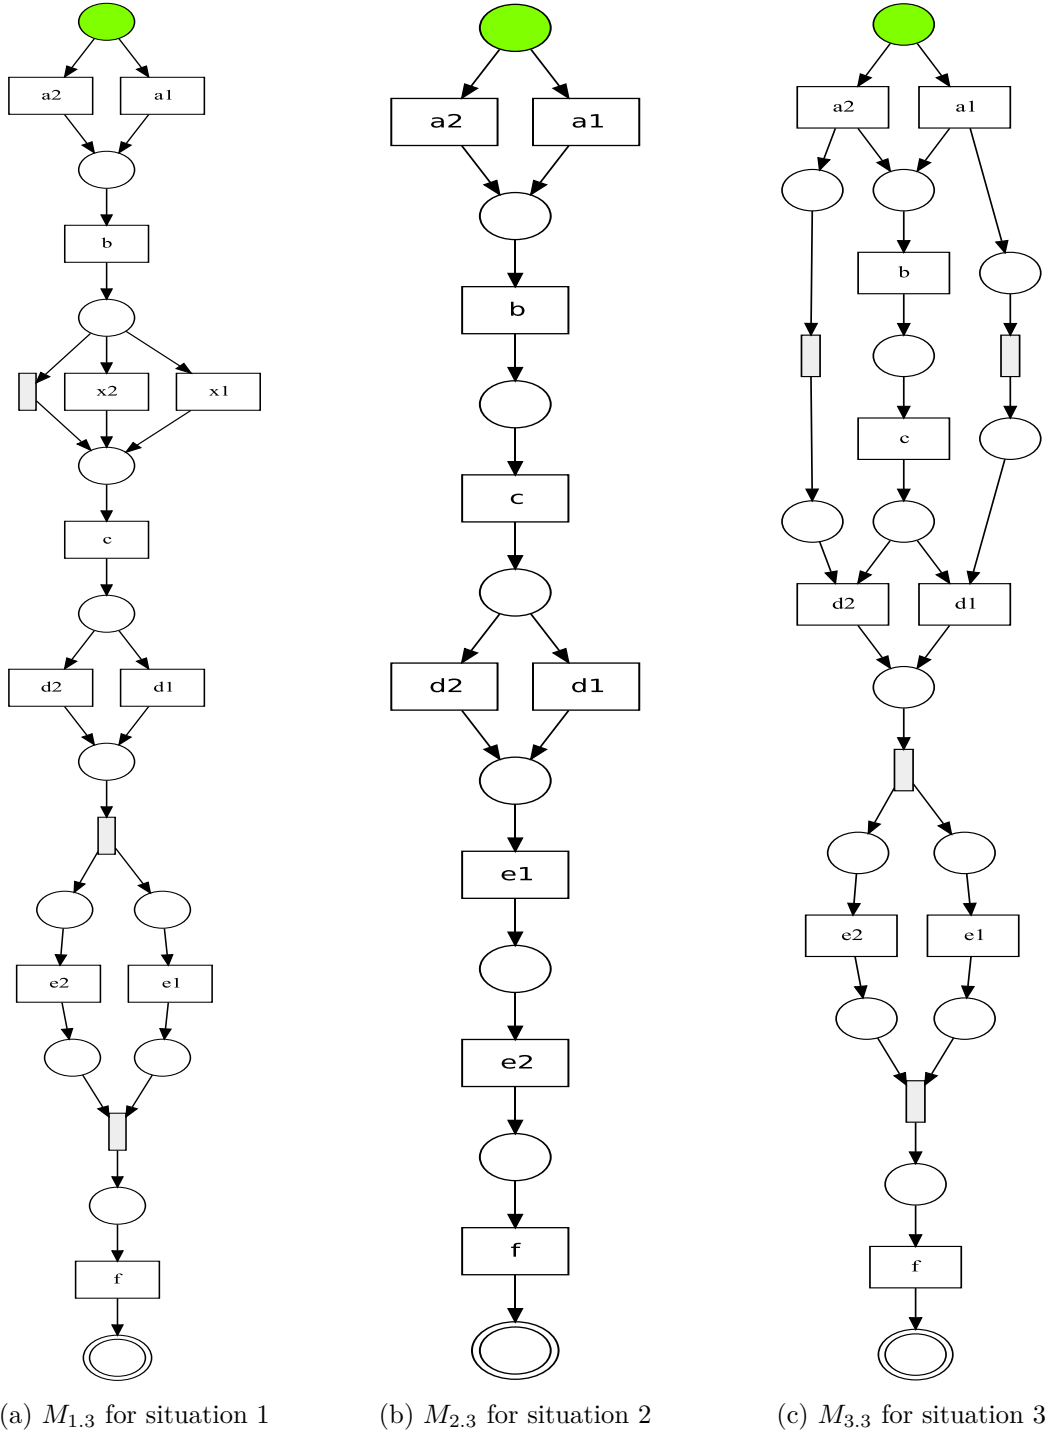 a2 a1
b
x2 x1
c
d2 d1
e2 e1
f
(a) M1.3 for situation 1
a2 a1
b
c
d2 d1
e1
e2
f
(b) M2.3 for situation 2
a2 a1
b
c
d2 d1
e2 e1
f
(c) M3.3 for situation 3